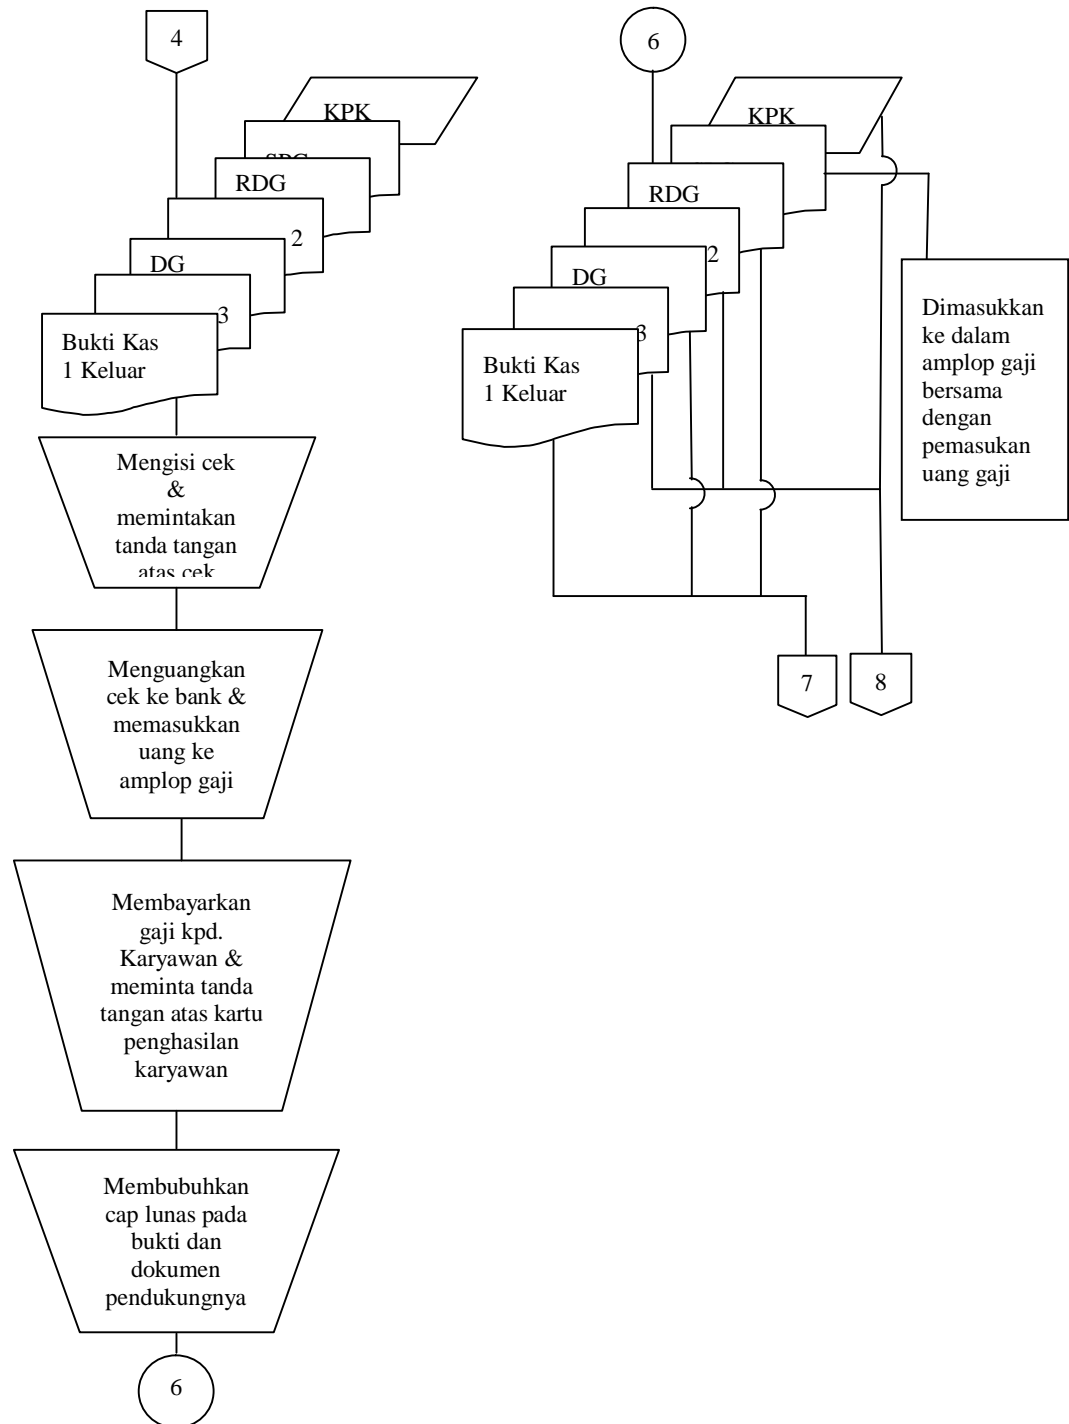 4
KPK
RDG
2
DG
3
Bukti Kas
1 Keluar
Mengisi cek
&
memintakan
tanda tangan
atas cek
Menguangkan
cek ke bank &
memasukkan
uang ke
amplop gaji
Membayarkan
gaji kpd.
Karyawan &
meminta tanda
tangan atas kartu
penghasilan
karyawan
Membubuhkan
cap lunas pada
bukti dan
dokumen
pendukungnya
6
6
KPK
RDG
2
DG
3
Bukti Kas
1 Keluar
Dimasukkan
ke dalam
amplop gaji
bersama
dengan
pemasukan
uang gaji
7
8